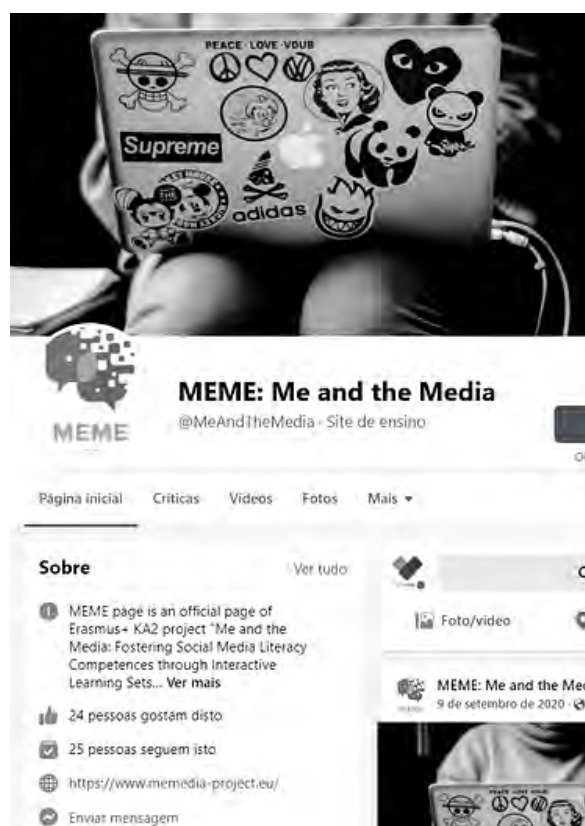 PEACE · LOVE · VDUB
Supreme
adidas
MEME
MEME: Me and the Media
@MeAndTheMedia · Site de ensino
Página inicial Críticas Vídeos Fotos Mais
Sobre Ver tudo
MEME page is an official page of
Erasmus+ KA2 project "Me and the
Media: Fostering Social Media Literacy
Competences through Interactive
Learning Sets... Ver mais
24 pessoas gostam disto
25 pessoas seguem isto
https://www.memedia-project.eu/
Enviar mensagem
Foto/vídeo
MEME: Me and the Med
9 de setembro de 2020 ·